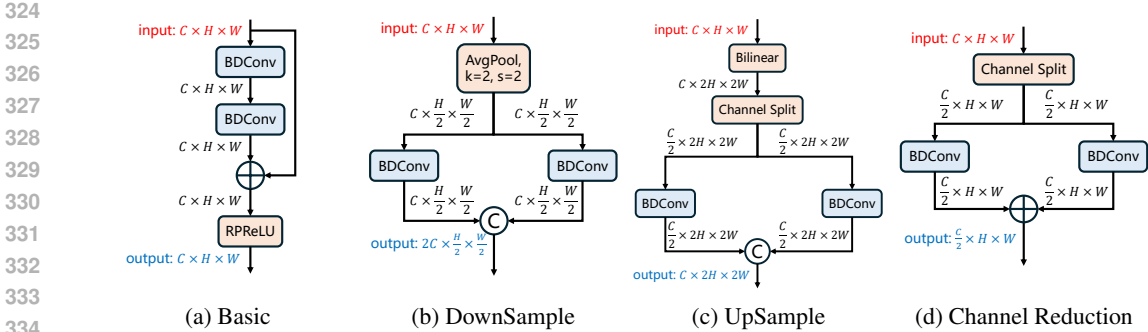 324
325
326
327
328
329
330
331
332
333
334
input: C × H × W
BDConv
C × H × W
BDConv
C × H × W
C × H × W
RPReLU
output: C × H × W
(a) Basic
input: C × H × W
AvgPool,
k=2, s=2
C × H/2 × W/2 C × H/2 × W/2
BDConv BDConv
C × H/2 × W/2 C × H/2 × W/2
C
output: 2C × H/2 × W/2
(b) DownSample
input: C × H × W
Bilinear
C × 2H × 2W
Channel Split
C/2 × 2H × 2W C/2 × 2H × 2W
BDConv BDConv
C/2 × 2H × 2W C/2 × 2H × 2W
C
output: C × 2H × 2W
(c) UpSample
input: C × H × W
Channel Split
C/2 × H × W C/2 × H × W
BDConv BDConv
C/2 × H × W C/2 × H × W
output: C/2 × H × W
(d) Channel Reduction